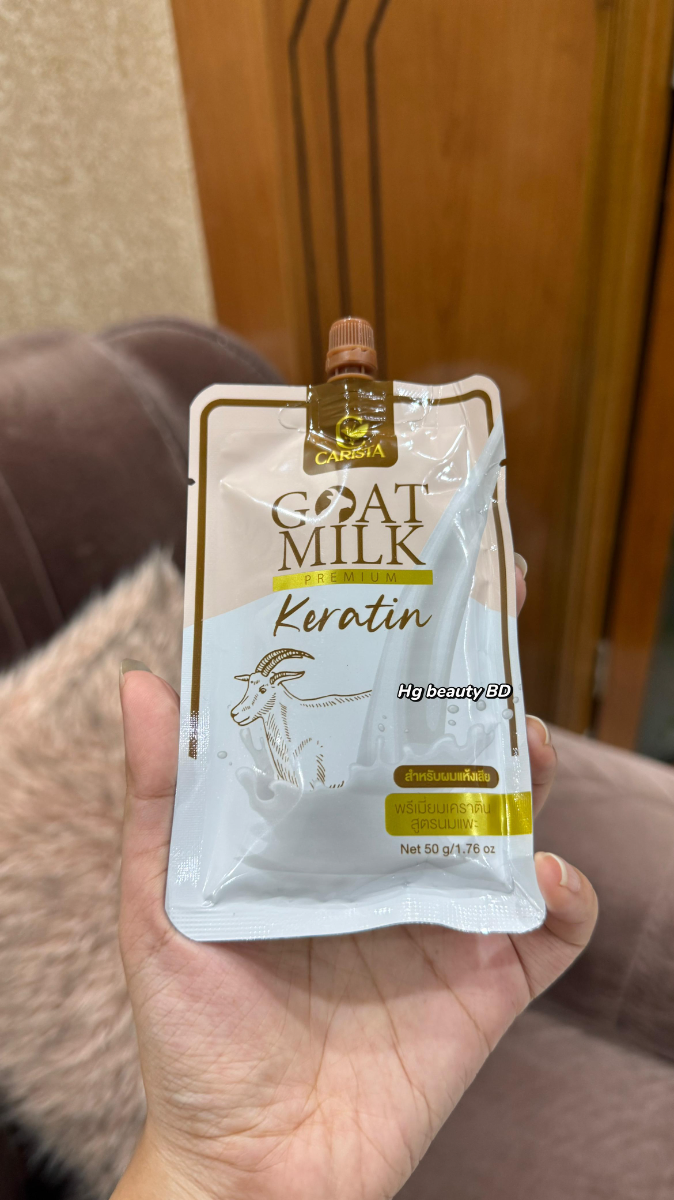 CARISTA
GOAT
MILK
PREMIUM
Keratin
Hg beauty BD
สำหรับผมแห้งเสีย
พรีเมียมเคราติน
สูตรนมแพะ
Net 50 g/1.76 oz